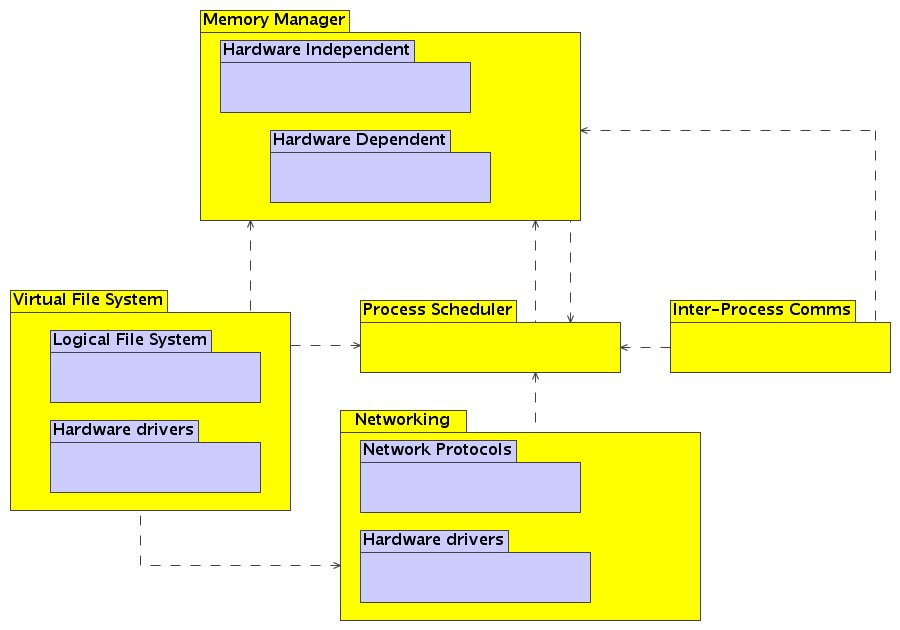 Memory Manager
Hardware Independent
Hardware Dependent
Virtual File System
Logical File System
Hardware drivers
Process Scheduler
Inter-Process Comms
Networking
Network Protocols
Hardware drivers